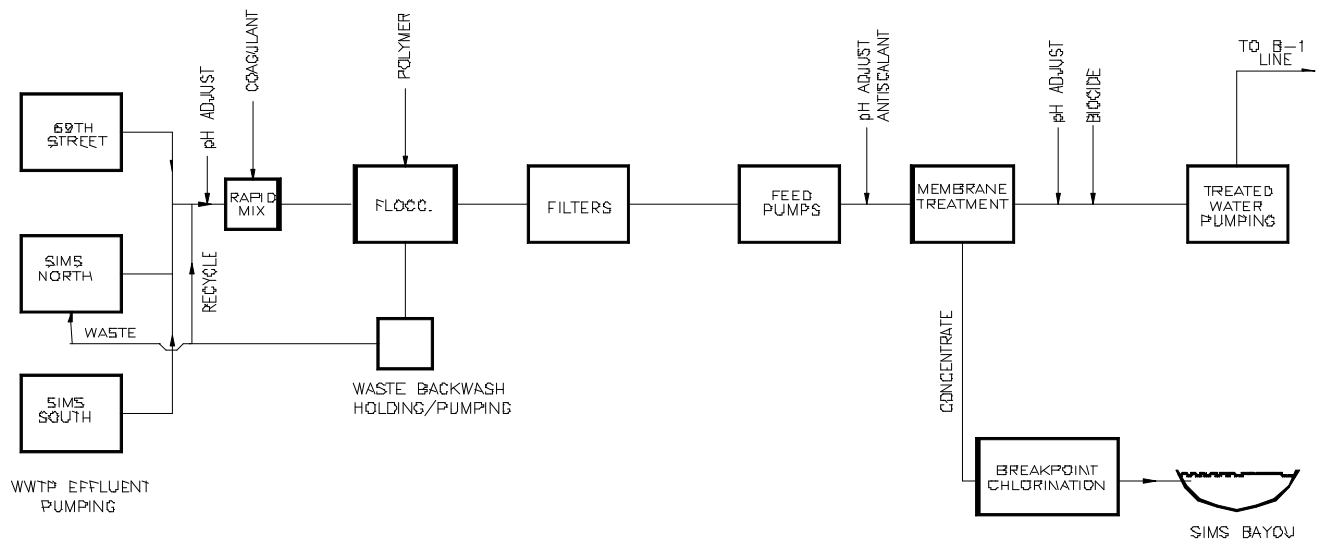 69TH
STREET
SIMS
NORTH
WASTE
SIMS
SOUTH
WWTP EFFLUENT
PUMPING
RECYCLE
pH ADJUST
COAGULANT
RAPID
MIX
POLYMER
FLOCC.
WASTE BACKWASH
HOLDING/PUMPING
FILTERS
FEED
PUMPS
pH ADJUST
ANTISCALANT
MEMBRANE
TREATMENT
CONCENTRATE
pH ADJUST
BIOCIDE
TREATED
WATER
PUMPING
TO B-1
LINE
BREAKPOINT
CHLORINATION
SIMS BAYOU